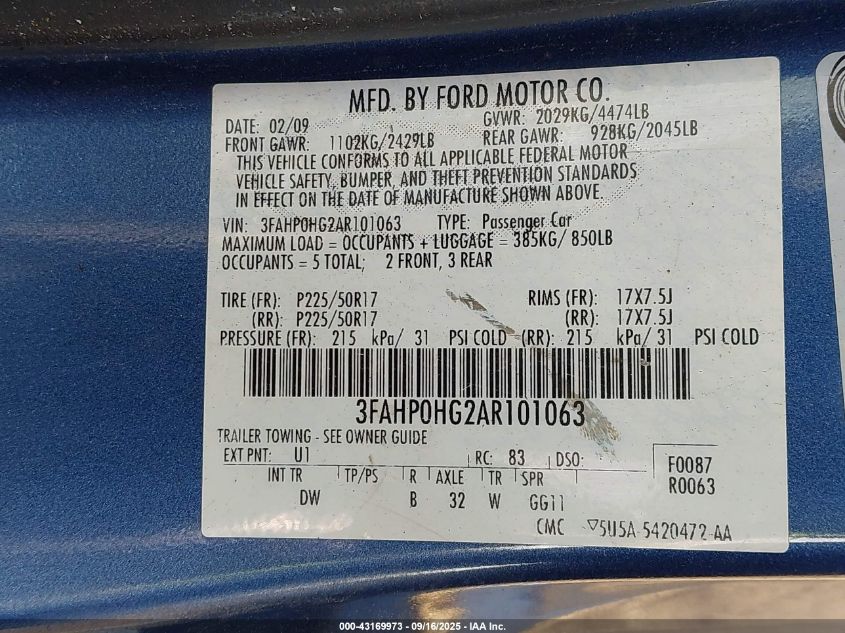 MFD. BY FORD MOTOR CO.
DATE: 02/09 GVWR: 2029KG/4474LB
FRONT GAWR: 1102KG/2429LB REAR GAWR: 928KG/2045LB
THIS VEHICLE CONFORMS TO ALL APPLICABLE FEDERAL MOTOR
VEHICLE SAFETY, BUMPER, AND THEFT PREVENTION STANDARDS
IN EFFECT ON THE DATE OF MANUFACTURE SHOWN ABOVE.
VIN: 3FAHP0HG2AR101063 TYPE: Passenger Car
MAXIMUM LOAD = OCCUPANTS + LUGGAGE = 385KG/ 850LB
OCCUPANTS = 5 TOTAL; 2 FRONT, 3 REAR
TIRE (FR): P225/50R17 RIMS (FR): 17X7.5J
(RR): P225/50R17 (RR): 17X7.5J
PRESSURE (FR): 215 kPa/ 31 PSI COLD (RR): 215 kPa/ 31 PSI COLD
3FAHP0HG2AR101063
TRAILER TOWING - SEE OWNER GUIDE
EXT PNT: U1 RC: 83 DSO: F0087
INT TR TP/PS R AXLE TR SPR R0063
DW B 32 W GG11
CMC ▽5U5A-5420472-AA
000-43169973 - 09/16/2025 - IAA Inc.